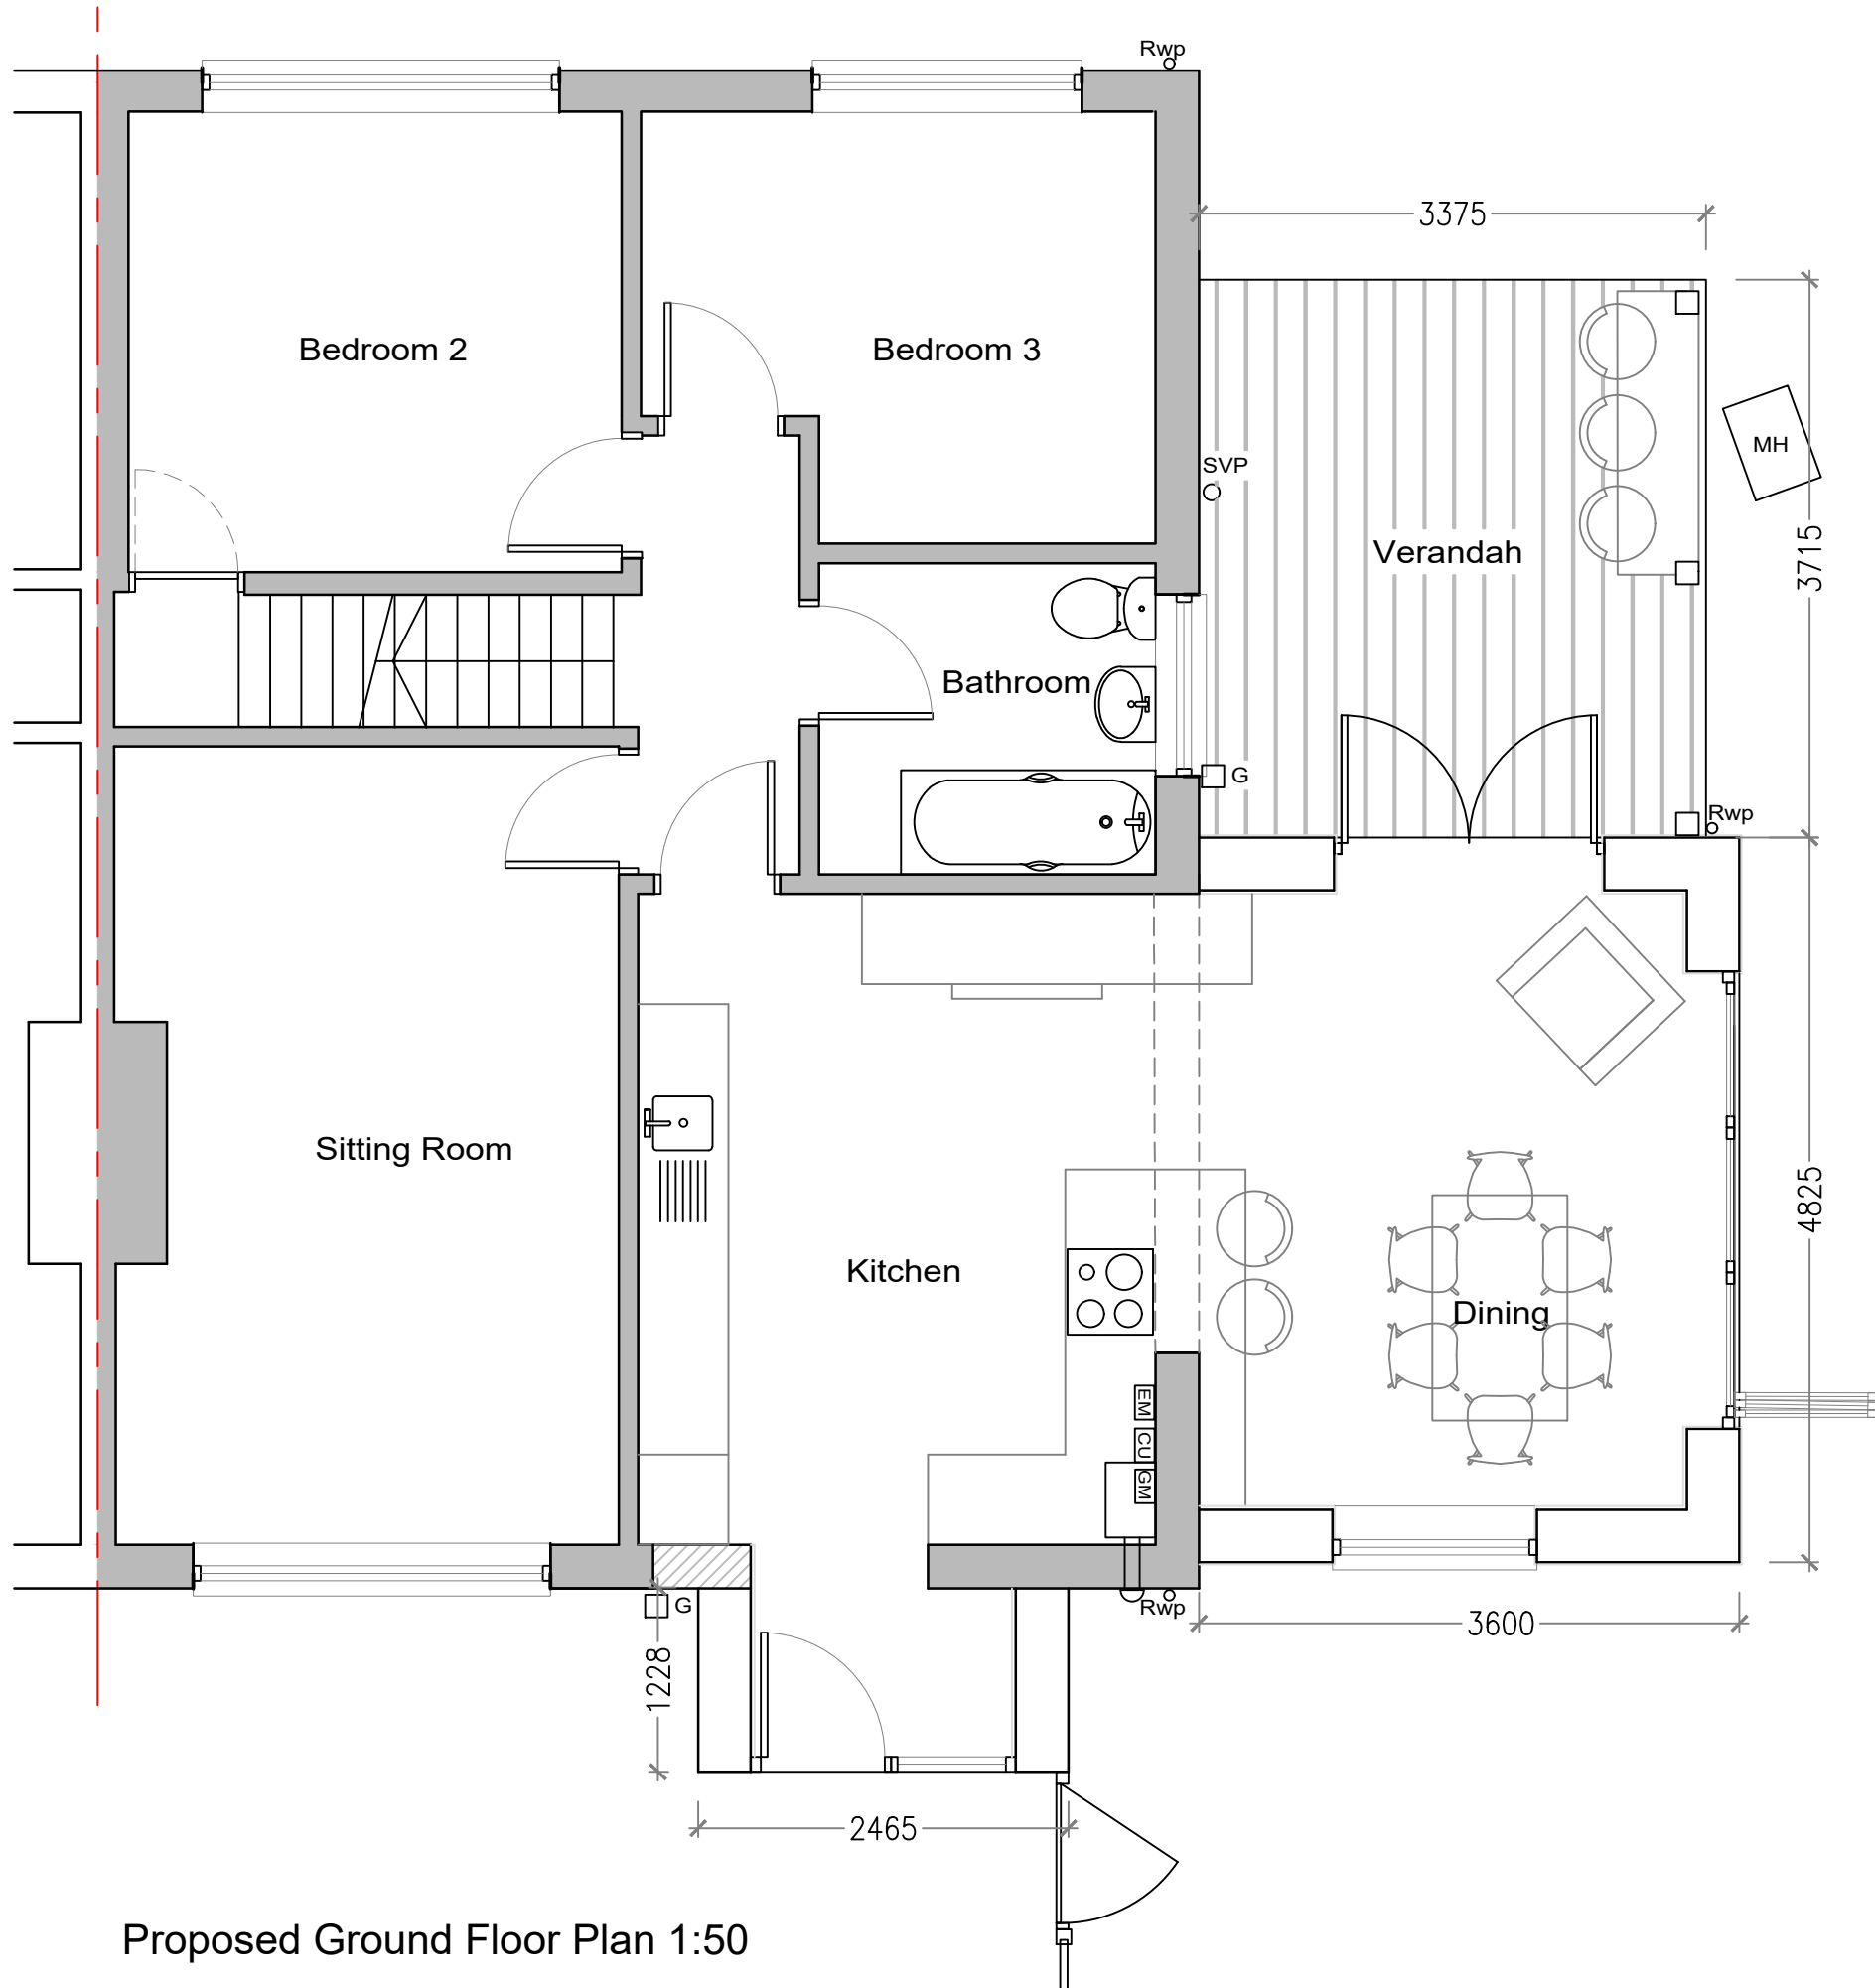 Rwp
3375
Bedroom 2
Bedroom 3
MH
SVP
Verandah
3715
Bathroom
G
Rwp
Sitting Room
4825
Kitchen
Dining
EM
CU
GM
G
Rwp
3600
1228
2465
Proposed Ground Floor Plan 1:50